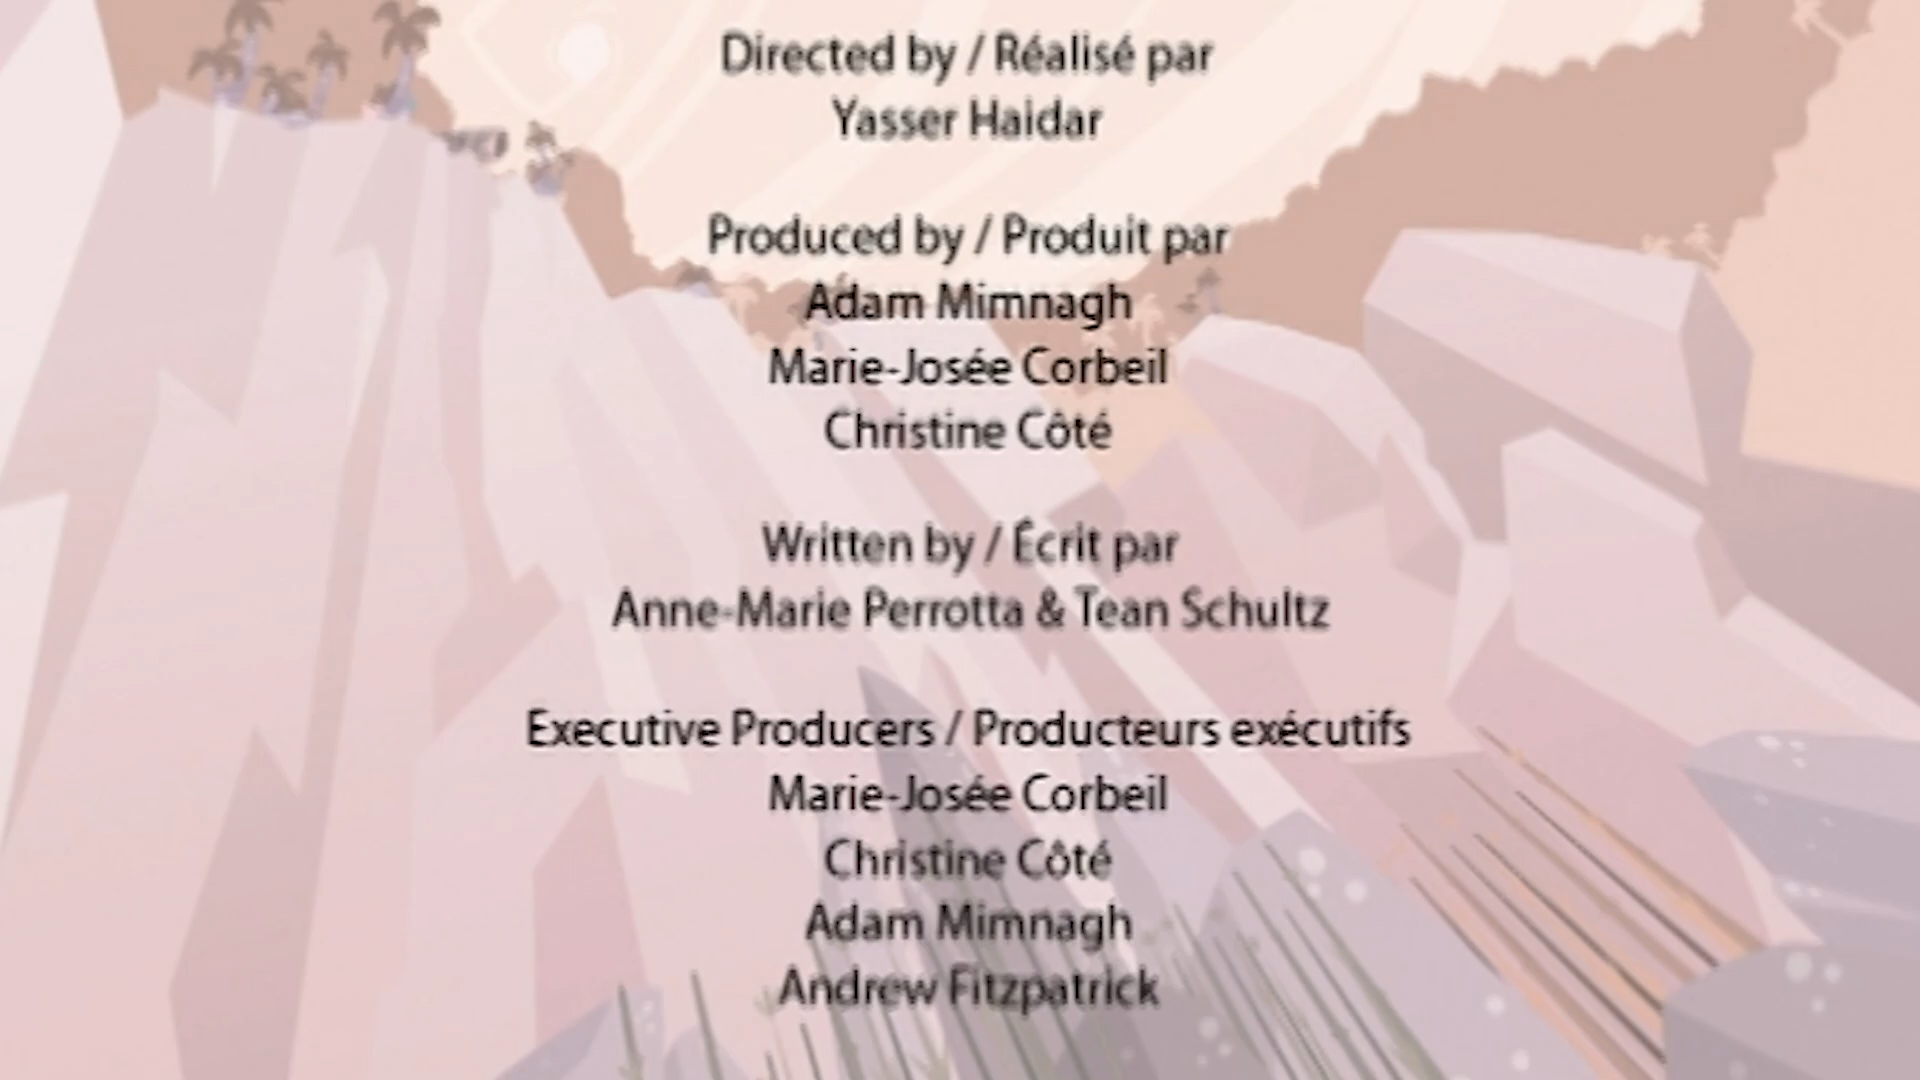 Directed by / Réalisé par
Yasser Haidar
Produced by / Produit par
Adam Mimnagh
Marie-Josée Corbeil
Christine Côté
Written by / Écrit par
Anne-Marie Perrotta & Tean Schultz
Executive Producers / Producteurs exécutifs
Marie-Josée Corbeil
Christine Côté
Adam Mimnagh
Andrew Fitzpatrick